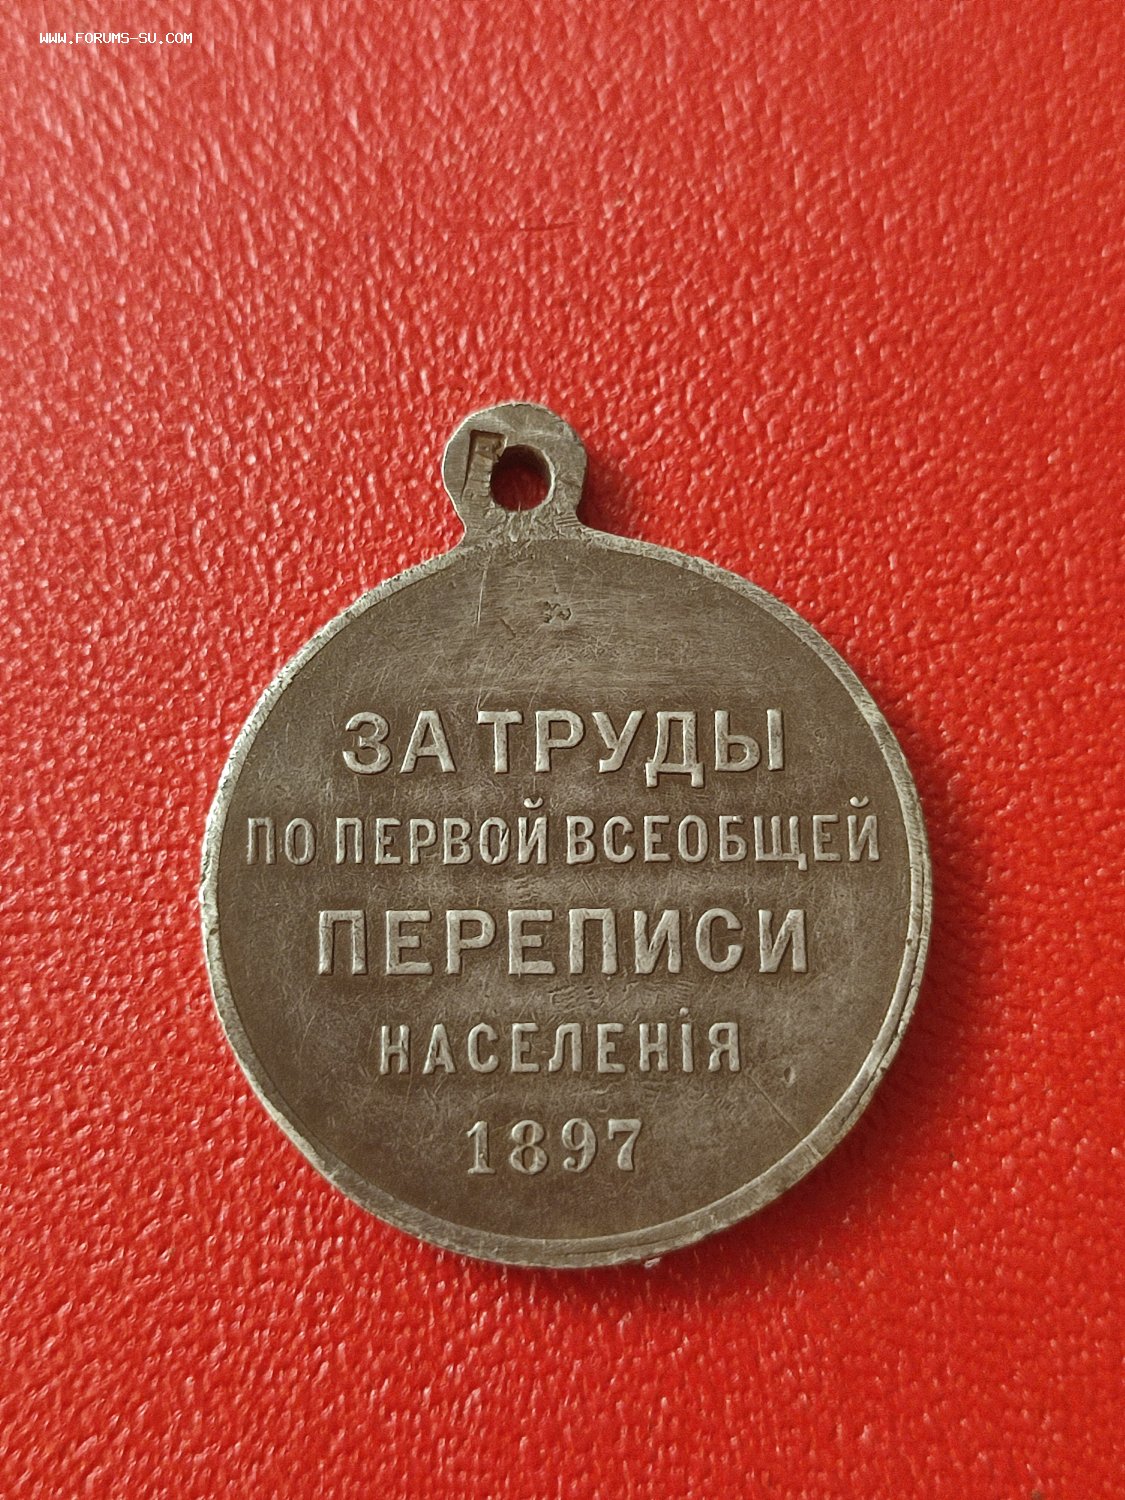 WWW.FORUMS-SU.COM
ЗА ТРУДЫ
ПО ПЕРВОЙ ВСЕОБЩЕЙ
ПЕРЕПИСИ
НАСЕЛЕНІЯ
1897